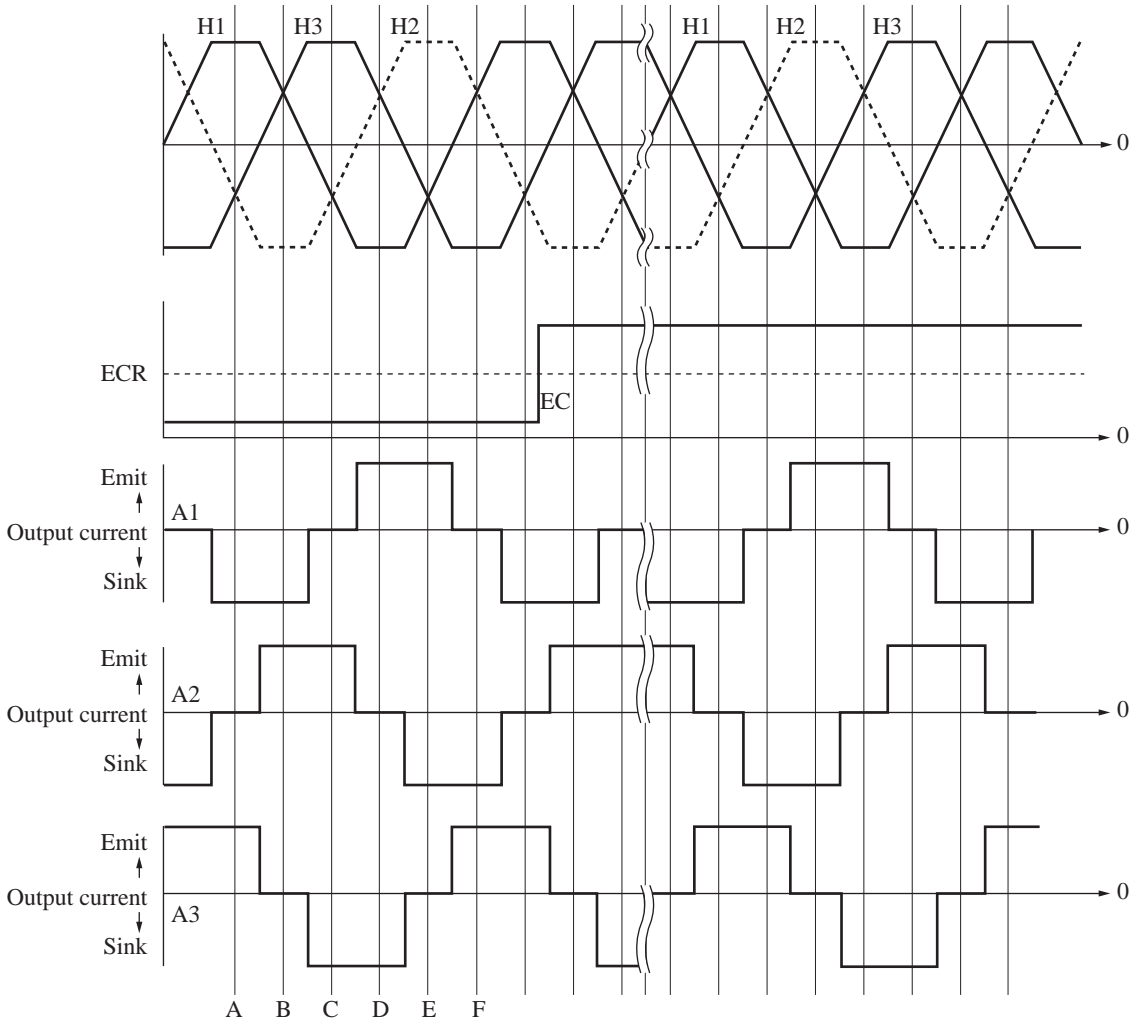 H1 H3 H2 H1 H2 H3
0
ECR
EC
0
Emit
A1
Output current 0
Sink
Emit
A2
Output current 0
Sink
Emit
Output current 0
A3
Sink
A B C D E F